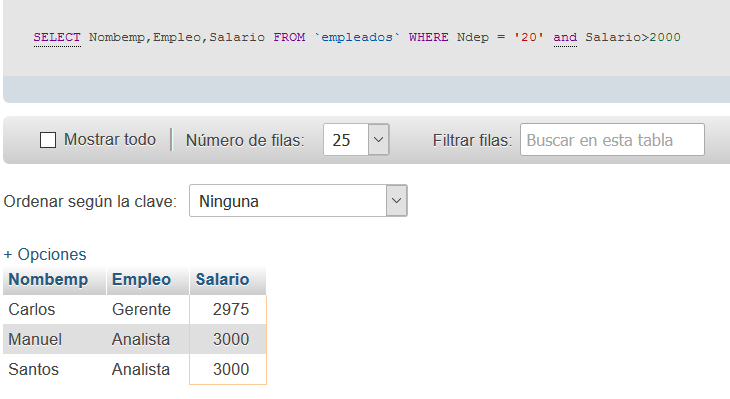 SELECT Nombemp,Empleo,Salario FROM `empleados` WHERE Ndep = '20' and Salario>2000
Mostrar todo Número de filas: 25 Filtrar filas: Buscar en esta tabla
Ordenar según la clave: Ninguna
+ Opciones
Nombemp Empleo Salario
Carlos Gerente 2975
Manuel Analista 3000
Santos Analista 3000